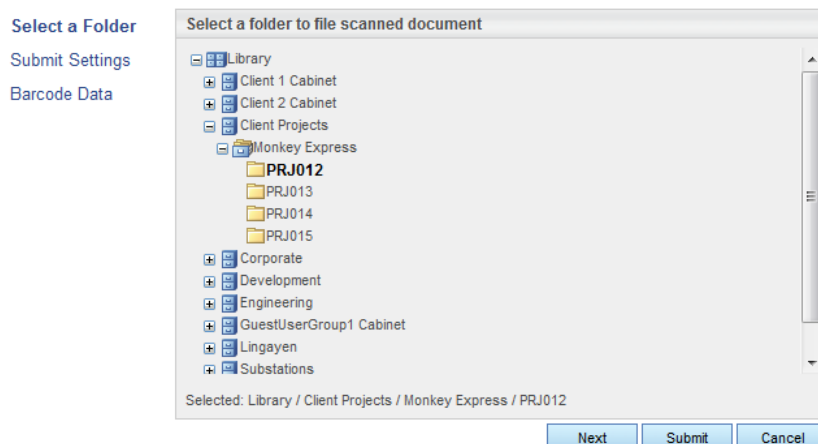 Select a Folder
Submit Settings
Barcode Data
Select a folder to file scanned document
Library
Client 1 Cabinet
Client 2 Cabinet
Client Projects
Monkey Express
PRJ012
PRJ013
PRJ014
PRJ015
Corporate
Development
Engineering
GuestUserGroup1 Cabinet
Lingayen
Substations
Selected: Library / Client Projects / Monkey Express / PRJ012
Next Submit Cancel